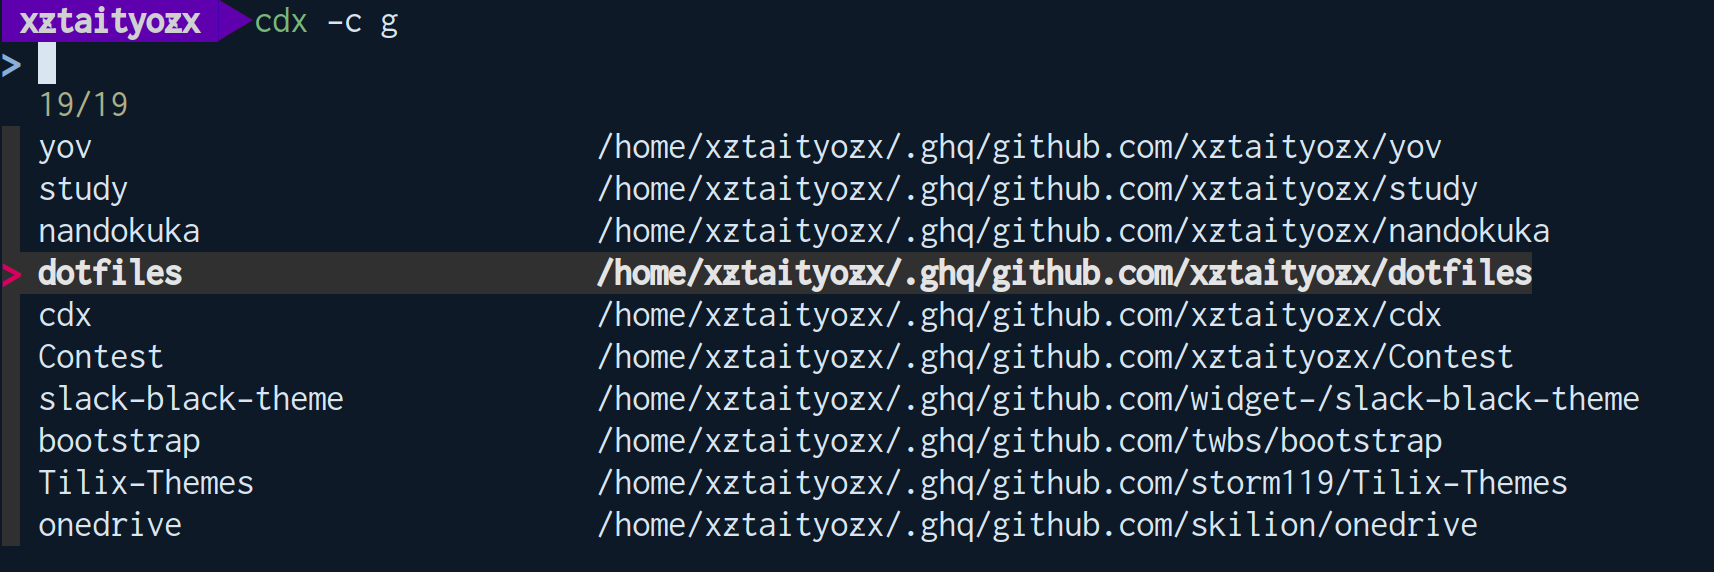 xztaityozx cdx -c g
>
19/19
yov /home/xztaityozx/.ghq/github.com/xztaityozx/yov
study /home/xztaityozx/.ghq/github.com/xztaityozx/study
nandokuka /home/xztaityozx/.ghq/github.com/xztaityozx/nandokuka
> dotfiles /home/xztaityozx/.ghq/github.com/xztaityozx/dotfiles
cdx /home/xztaityozx/.ghq/github.com/xztaityozx/cdx
Contest /home/xztaityozx/.ghq/github.com/xztaityozx/Contest
slack-black-theme /home/xztaityozx/.ghq/github.com/widget-/slack-black-theme
bootstrap /home/xztaityozx/.ghq/github.com/twbs/bootstrap
Tilix-Themes /home/xztaityozx/.ghq/github.com/storm119/Tilix-Themes
onedrive /home/xztaityozx/.ghq/github.com/skilion/onedrive